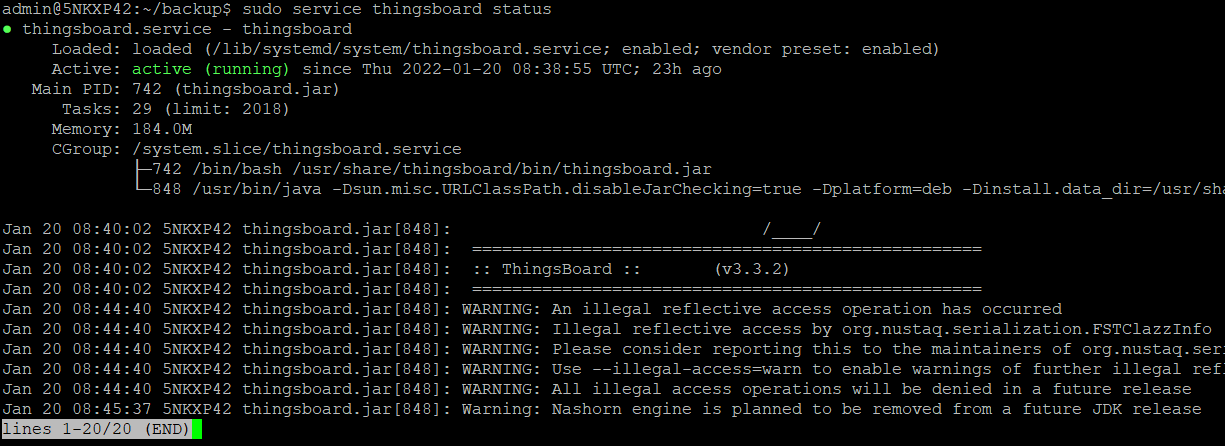 admin@5NKXP42:~/backup$ sudo service thingsboard status
● thingsboard.service - thingsboard
     Loaded: loaded (/lib/systemd/system/thingsboard.service; enabled; vendor preset: enabled)
     Active: active (running) since Thu 2022-01-20 08:38:55 UTC; 23h ago
   Main PID: 742 (thingsboard.jar)
      Tasks: 29 (limit: 2018)
     Memory: 184.0M
     CGroup: /system.slice/thingsboard.service
             ├─742 /bin/bash /usr/share/thingsboard/bin/thingsboard.jar
             └─848 /usr/bin/java -Dsun.misc.URLClassPath.disableJarChecking=true -Dplatform=deb -Dinstall.data_dir=/usr/sha

Jan 20 08:40:02 5NKXP42 thingsboard.jar[848]:                               /____/
Jan 20 08:40:02 5NKXP42 thingsboard.jar[848]:  ===================================================
Jan 20 08:40:02 5NKXP42 thingsboard.jar[848]:  :: ThingsBoard ::       (v3.3.2)
Jan 20 08:40:02 5NKXP42 thingsboard.jar[848]:  ===================================================
Jan 20 08:44:40 5NKXP42 thingsboard.jar[848]: WARNING: An illegal reflective access operation has occurred
Jan 20 08:44:40 5NKXP42 thingsboard.jar[848]: WARNING: Illegal reflective access by org.nustaq.serialization.FSTClazzInfo
Jan 20 08:44:40 5NKXP42 thingsboard.jar[848]: WARNING: Please consider reporting this to the maintainers of org.nustaq.seri
Jan 20 08:44:40 5NKXP42 thingsboard.jar[848]: WARNING: Use --illegal-access=warn to enable warnings of further illegal refl
Jan 20 08:44:40 5NKXP42 thingsboard.jar[848]: WARNING: All illegal access operations will be denied in a future release
Jan 20 08:45:37 5NKXP42 thingsboard.jar[848]: Warning: Nashorn engine is planned to be removed from a future JDK release
lines 1-20/20 (END)